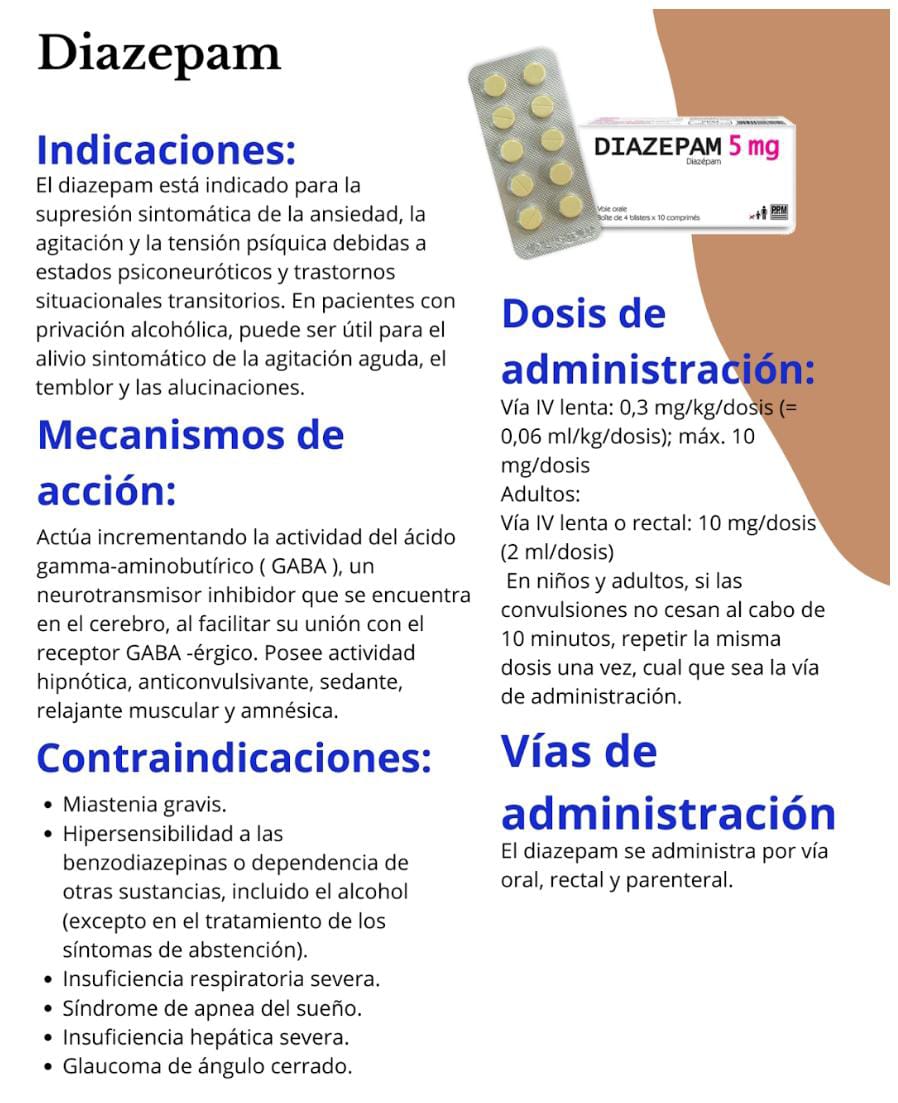 Diazepam
Indicaciones:
El diazepam está indicado para la
supresión sintomática de la ansiedad, la
agitación y la tensión psíquica debidas a
estados psiconeuróticos y trastornos
situacionales transitorios. En pacientes con
privación alcohólica, puede ser útil para el
alivio sintomático de la agitación aguda, el
temblor y las alucinaciones.
Mecanismos de
acción:
Actúa incrementando la actividad del ácido
gamma-aminobutírico ( GABA ), un
neurotransmisor inhibidor que se encuentra
en el cerebro, al facilitar su unión con el
receptor GABA -érgico. Posee actividad
hipnótica, anticonvulsivante, sedante,
relajante muscular y amnésica.
Contraindicaciones:
• Miastenia gravis.
• Hipersensibilidad a las
benzodiazepinas o dependencia de
otras sustancias, incluido el alcohol
(excepto en el tratamiento de los
síntomas de abstención).
• Insuficiencia respiratoria severa.
• Síndrome de apnea del sueño.
• Insuficiencia hepática severa.
• Glaucoma de ángulo cerrado.
DIAZEPAM 5 mg
Diazépam
Voie orale
Boîte de 4 blisters x 10 comprimés
PPM
Dosis de
administración:
Vía IV lenta: 0,3 mg/kg/dosis (=
0,06 ml/kg/dosis); máx. 10
mg/dosis
Adultos:
Vía IV lenta o rectal: 10 mg/dosis
(2 ml/dosis)
En niños y adultos, si las
convulsiones no cesan al cabo de
10 minutos, repetir la misma
dosis una vez, cual que sea la vía
de administración.
Vías de
administración
El diazepam se administra por vía
oral, rectal y parenteral.